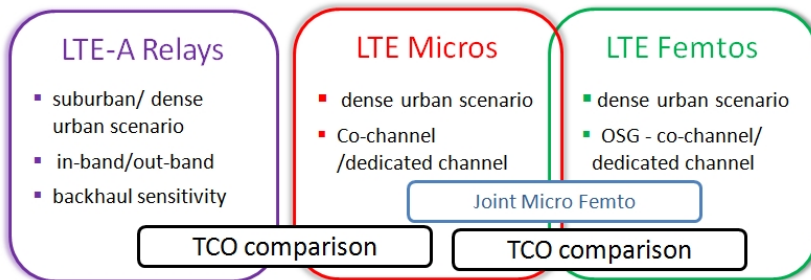 LTE-A Relays
▪ suburban/ dense
urban scenario
▪ in-band/out-band
▪ backhaul sensitivity
LTE Micros
▪ dense urban scenario
▪ Co-channel
/dedicated channel
LTE Femtos
▪ dense urban scenario
▪ OSG - co-channel/
dedicated channel
Joint Micro Femto
TCO comparison
TCO comparison